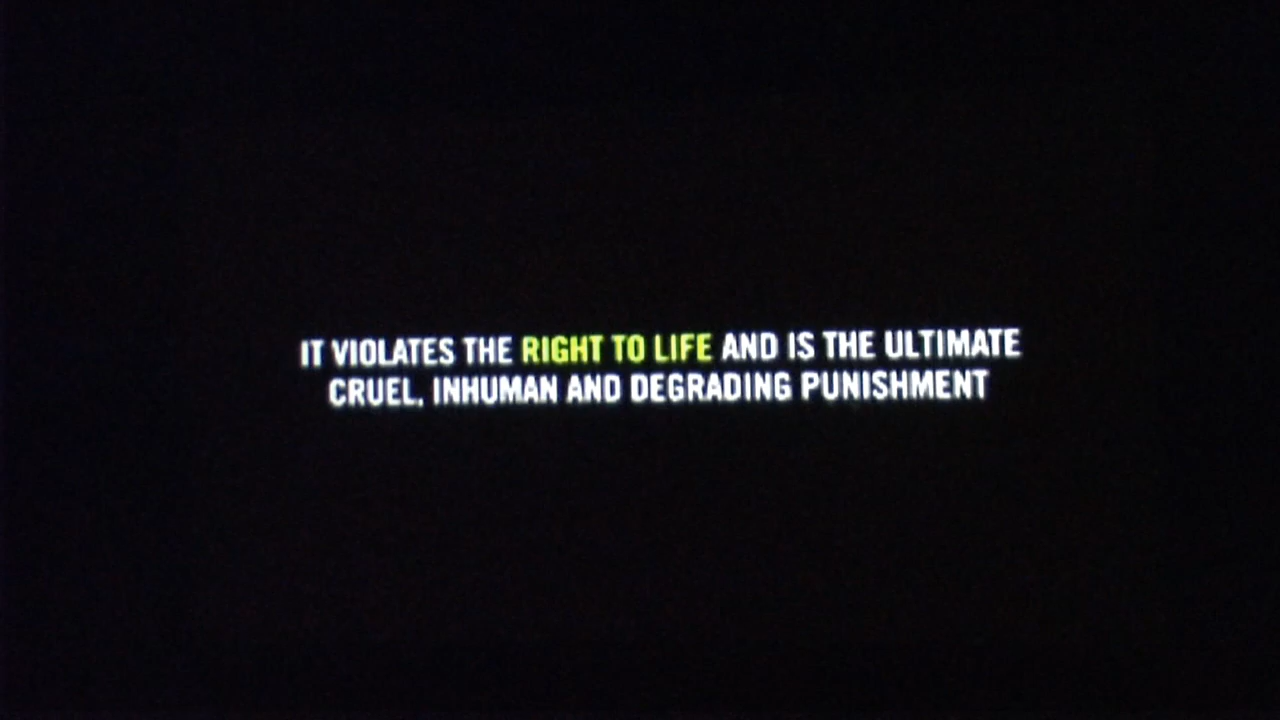 IT VIOLATES THE RIGHT TO LIFE AND IS THE ULTIMATE
CRUEL, INHUMAN AND DEGRADING PUNISHMENT